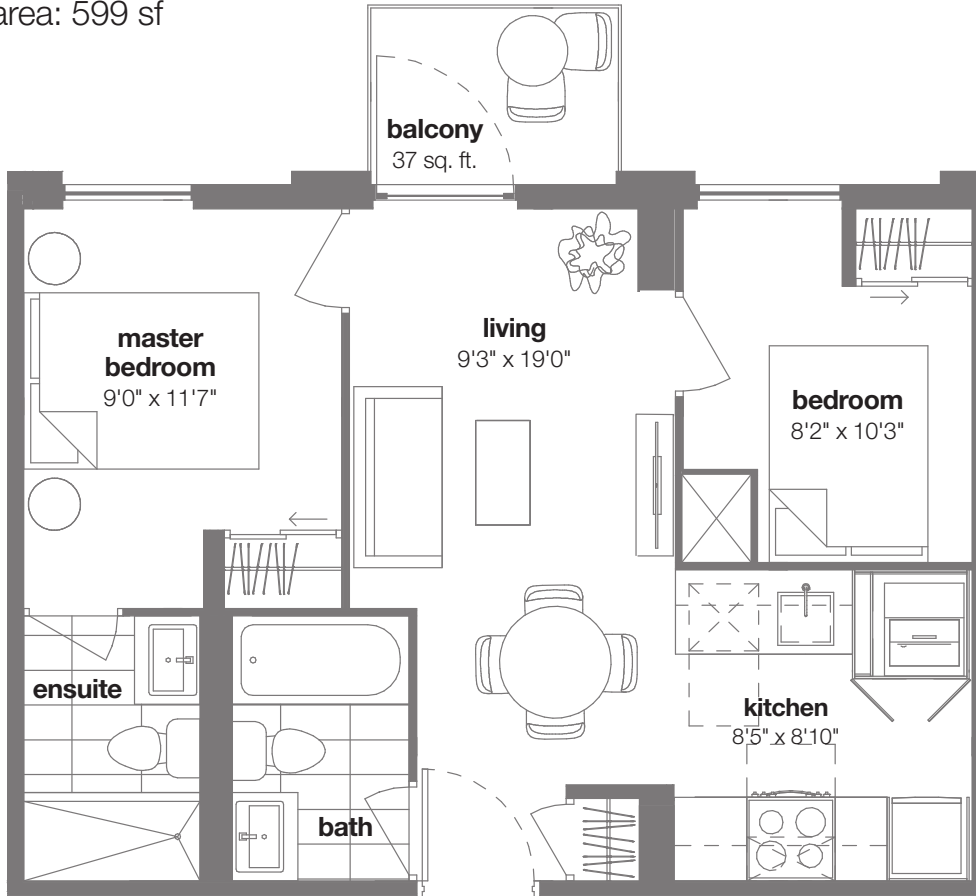 area: 599 sf
balcony
37 sq. ft.
master
bedroom
9'0" x 11'7"
living
9'3" x 19'0"
bedroom
8'2" x 10'3"
ensuite
kitchen
8'5" x 8'10"
bath